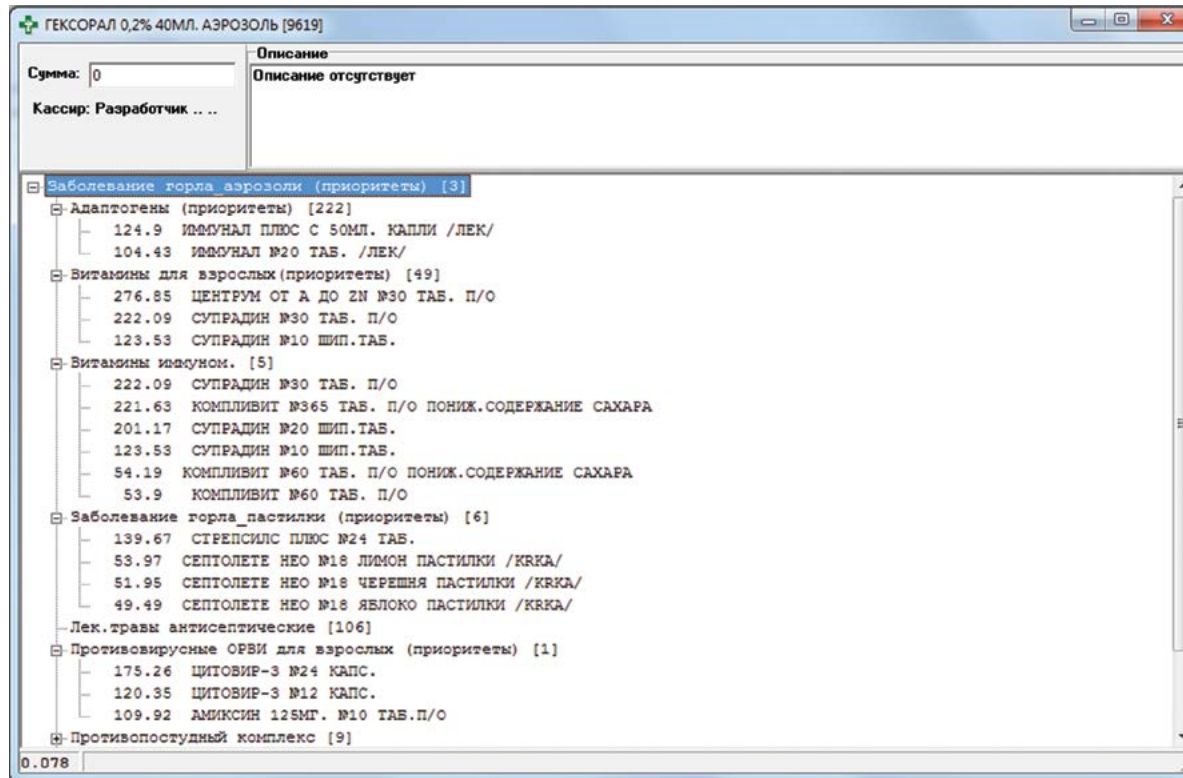 ГЕКСОРАЛ 0,2% 40МЛ. АЭРОЗОЛЬ [9619]
Описание
Сумма: 0
Описание отсутствует
Кассир: Разработчик .. ..
Заболевание горла_аэрозоли (приоритеты) [3]
Адаптогены (приоритеты) [222]
124.9 ИММУНАЛ ПЛЮС С 50МЛ. КАПЛИ /ЛЕК/
104.43 ИММУНАЛ №20 ТАБ. /ЛЕК/
Витамины для взрослых(приоритеты) [49]
276.85 ЦЕНТРУМ ОТ А ДО ZN №30 ТАБ. П/О
222.09 СУПРАДИН №30 ТАБ. П/О
123.53 СУПРАДИН №10 ШИП.ТАБ.
Витамины иммуном. [5]
222.09 СУПРАДИН №30 ТАБ. П/О
221.63 КОМПЛИВИТ №365 ТАБ. П/О ПОНИЖ.СОДЕРЖАНИЕ САХАРА
201.17 СУПРАДИН №20 ШИП.ТАБ.
123.53 СУПРАДИН №10 ШИП.ТАБ.
54.19 КОМПЛИВИТ №60 ТАБ. П/О ПОНИЖ.СОДЕРЖАНИЕ САХАРА
53.9 КОМПЛИВИТ №60 ТАБ. П/О
Заболевание горла_пастилки (приоритеты) [6]
139.67 СТРЕПСИЛС ПЛЮС №24 ТАБ.
53.97 СЕПТОЛЕТЕ НЕО №18 ЛИМОН ПАСТИЛКИ /KRKA/
51.95 СЕПТОЛЕТЕ НЕО №18 ЧЕРЕШНЯ ПАСТИЛКИ /KRKA/
49.49 СЕПТОЛЕТЕ НЕО №18 ЯБЛОКО ПАСТИЛКИ /KRKA/
Лек.травы антисептические [106]
Противовирусные ОРВИ для взрослых (приоритеты) [1]
175.26 ЦИТОВИР-3 №24 КАПС.
120.35 ЦИТОВИР-3 №12 КАПС.
109.92 АМИКСИН 125МГ. №10 ТАБ.П/О
Противопостудный комплекс [9]
0.078